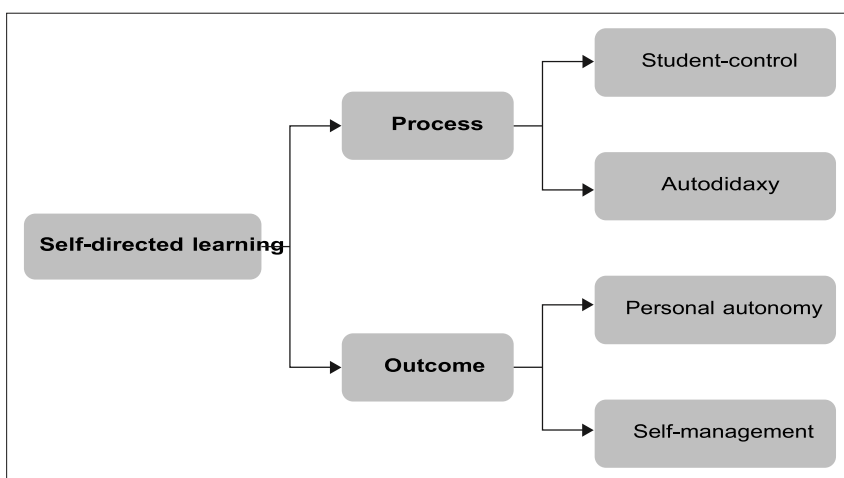 Self-directed learning
Process
Student-control
Autodidaxy
Outcome
Personal autonomy
Self-management